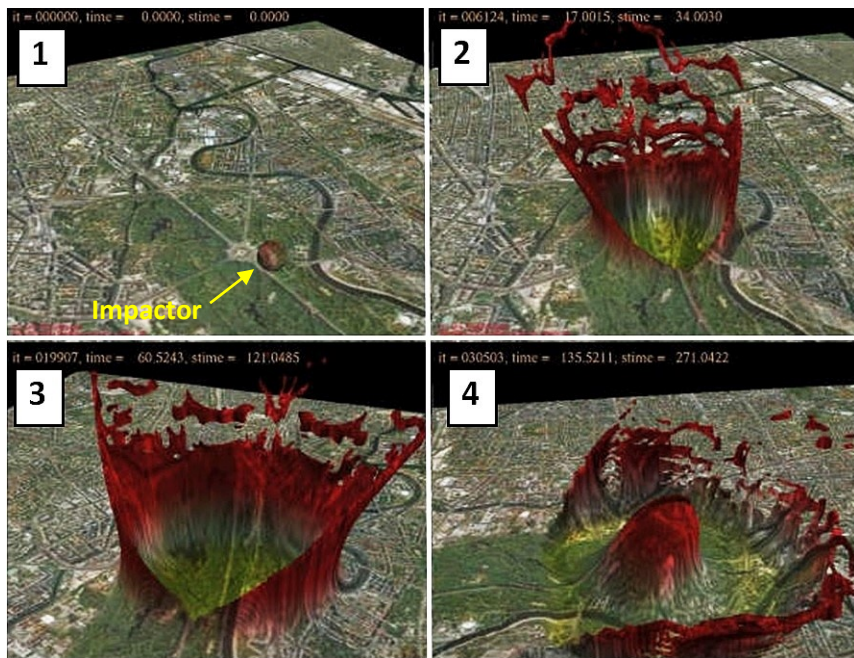 it = 000000, time = 0.0000, stime = 0.0000
1
Impactor
it = 006124, time = 17.0015, stime = 34.0030
2
it = 019907, time = 60.5243, stime = 121.0485
3
it = 030503, time = 135.5211, stime = 271.0422
4